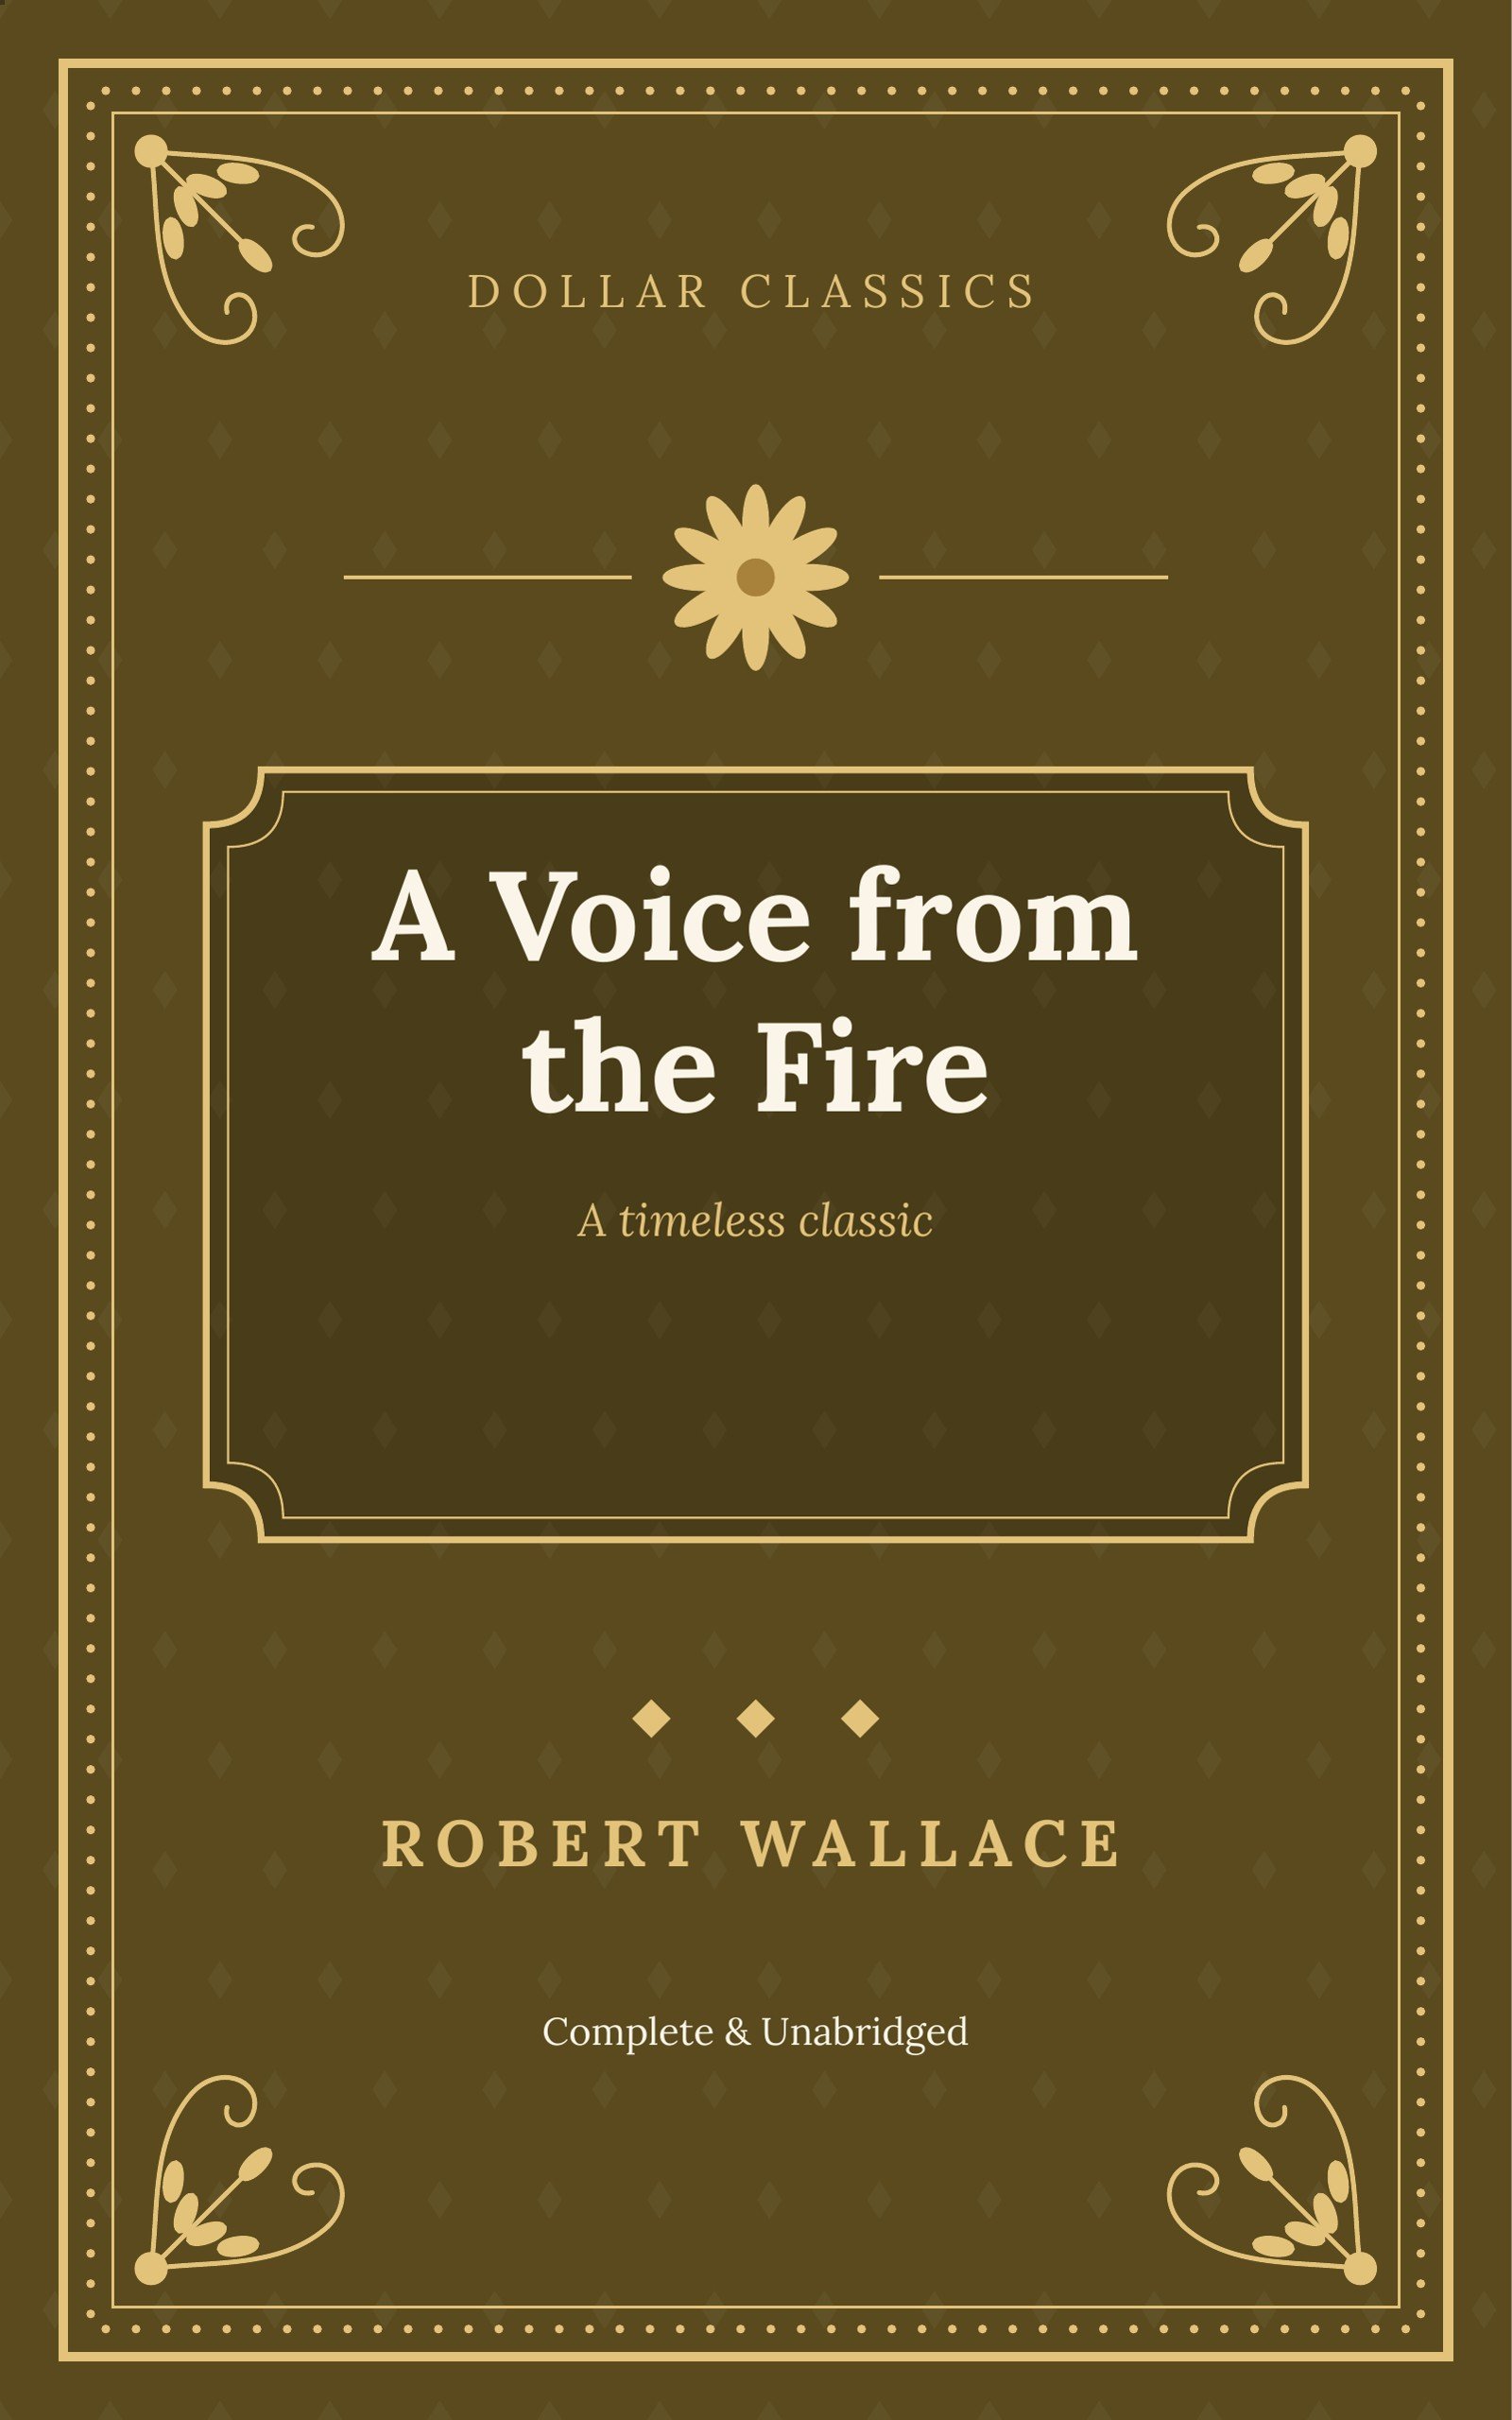 DOLLAR CLASSICS
A Voice from
the Fire
A timeless classic
ROBERT WALLACE
Complete & Unabridged